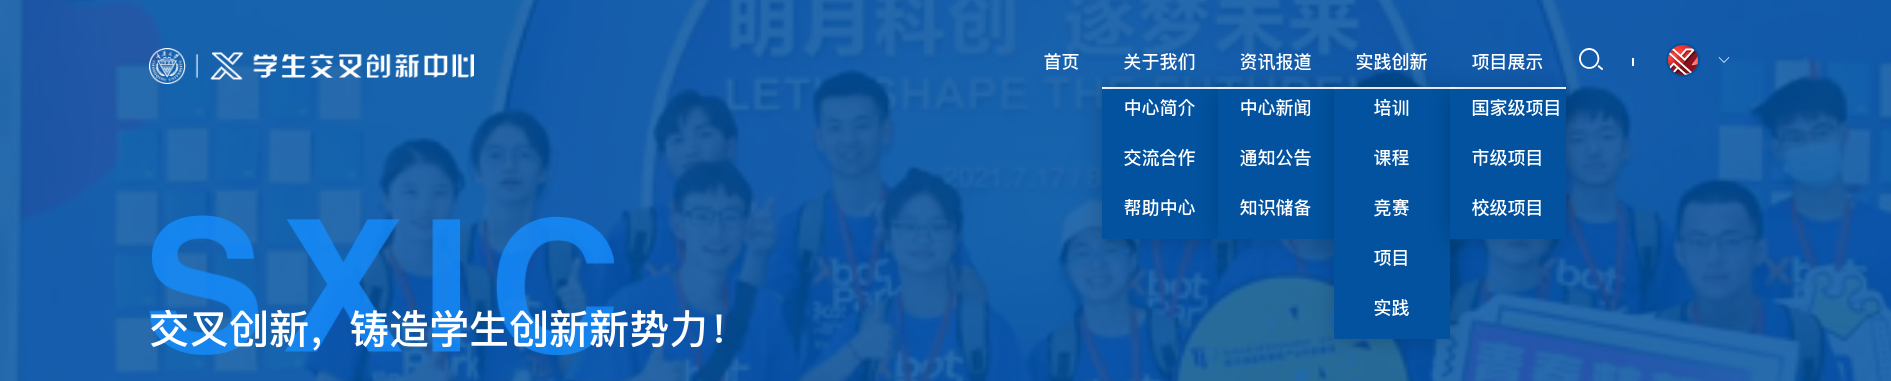 明月科创 逐梦未来
学生交叉创新中心
首页 关于我们 资讯报道 实践创新 项目展示
中心简介 中心新闻 培训 国家级项目
交流合作 通知公告 课程 市级项目
帮助中心 知识储备 竞赛 校级项目
项目
实践
SXIC
交叉创新，铸造学生创新新势力！